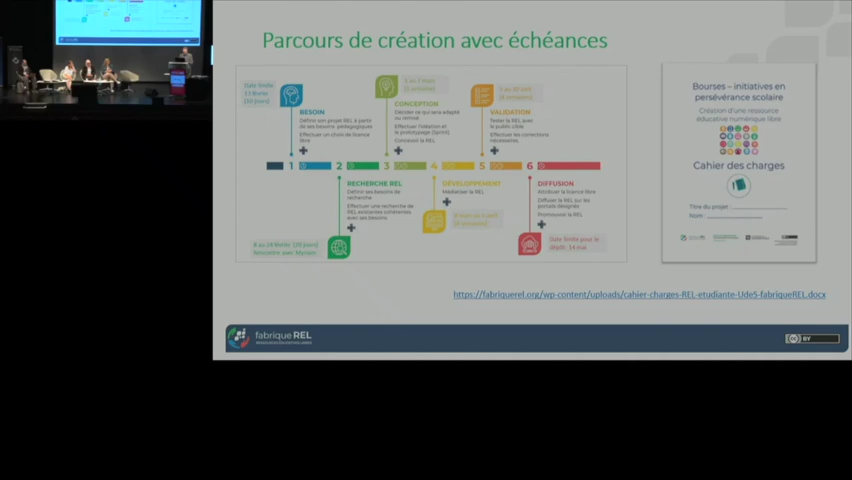 Parcours de création avec échéances
Date limite
BESOIN
Définir son projet REL à partir
de ses besoins pédagogiques
Effectuer un choix de licence
libre
CONCEPTION
Décider ce qui sera adapté
ou remixé
Effectuer l'idéation et
le prototypage (Sprint)
Concevoir la REL
VALIDATION
Tester la REL avec
le public cible
Effectuer les corrections
nécessaires
1 2 3 4 5 6
RECHERCHE REL
Définir ses besoins de
recherche
Effectuer une recherche de
REL existantes cohérentes
avec ses besoins
DÉVELOPPEMENT
Médiatiser la REL
DIFFUSION
Attribuer la licence libre
Diffuser la REL sur les
portails désignés
Promouvoir la REL
Date limite pour le
dépôt : 14 mai
Bourses – initiatives en
persévérance scolaire
Création d'une ressource
éducative numérique libre
Cahier des charges
Titre du projet :
Nom :
https://fabriquerel.org/wp-content/uploads/cahier-charges-REL-etudiante-UdeS-fabriqueREL.docx
fabrique REL
BY